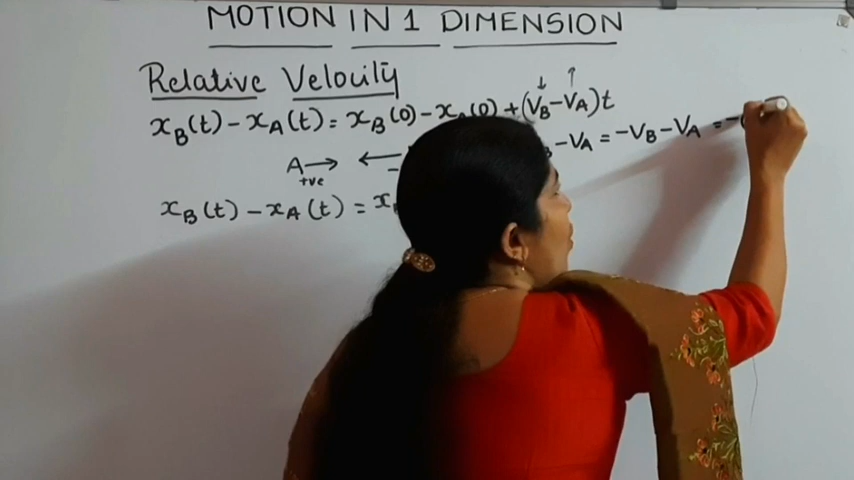 MOTION IN 1 DIMENSION
Relative Velocity
x_B(t) - x_A(t) = x_B(0) - x_A(0) + (V_B - V_A)t
A → ← - V_A = -V_B - V_A = -
+ve -
x_B(t) - x_A(t) = x